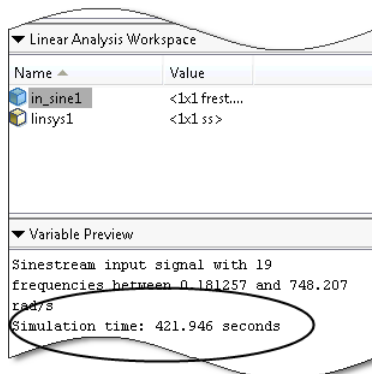 Linear Analysis Workspace
Name Value
in_sine1 <1x1 frest....
linsys1 <1x1 ss>
Variable Preview
Sinestream input signal with 19
frequencies between 0.181257 and 748.207
rad/s
Simulation time: 421.946 seconds